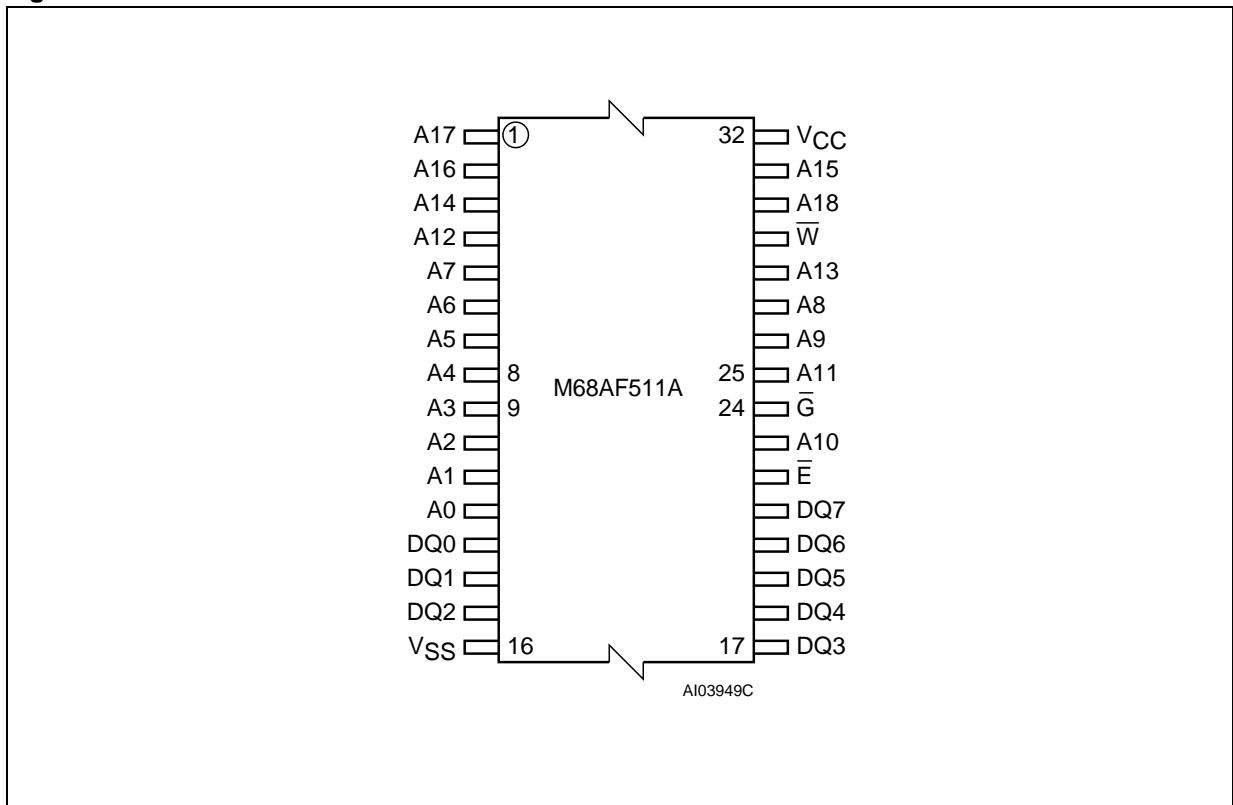 A17 1 32 VCC
A16 A15
A14 A18
A12 W̅
A7 A13
A6 A8
A5 A9
A4 8 25 A11
M68AF511A
A3 9 24 G̅
A2 A10
A1 E̅
A0 DQ7
DQ0 DQ6
DQ1 DQ5
DQ2 DQ4
VSS 16 17 DQ3
AI03949C